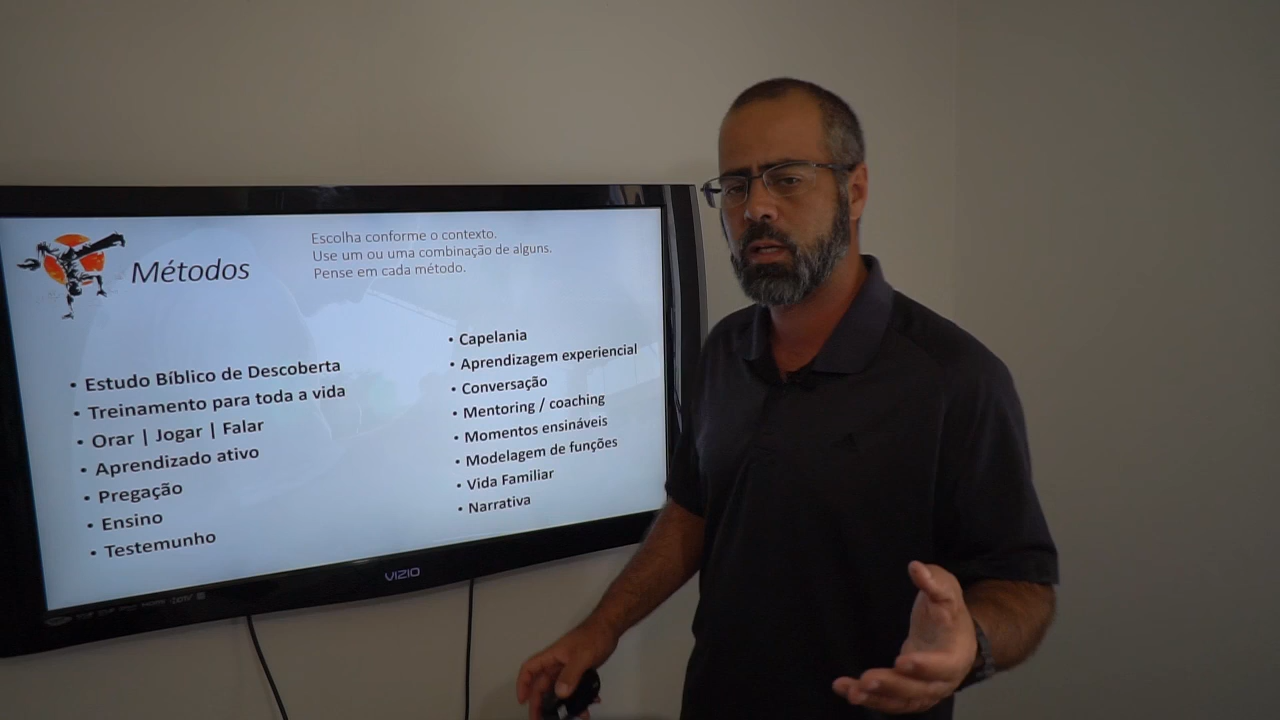 Métodos
Escolha conforme o contexto.
Use um ou uma combinação de alguns.
Pense em cada método.
• Estudo Bíblico de Descoberta
• Treinamento para toda a vida
• Orar | Jogar | Falar
• Aprendizado ativo
• Pregação
• Ensino
• Testemunho
• Capelania
• Aprendizagem experiencial
• Conversação
• Mentoring / coaching
• Momentos ensináveis
• Modelagem de funções
• Vida Familiar
• Narrativa
VIZIO